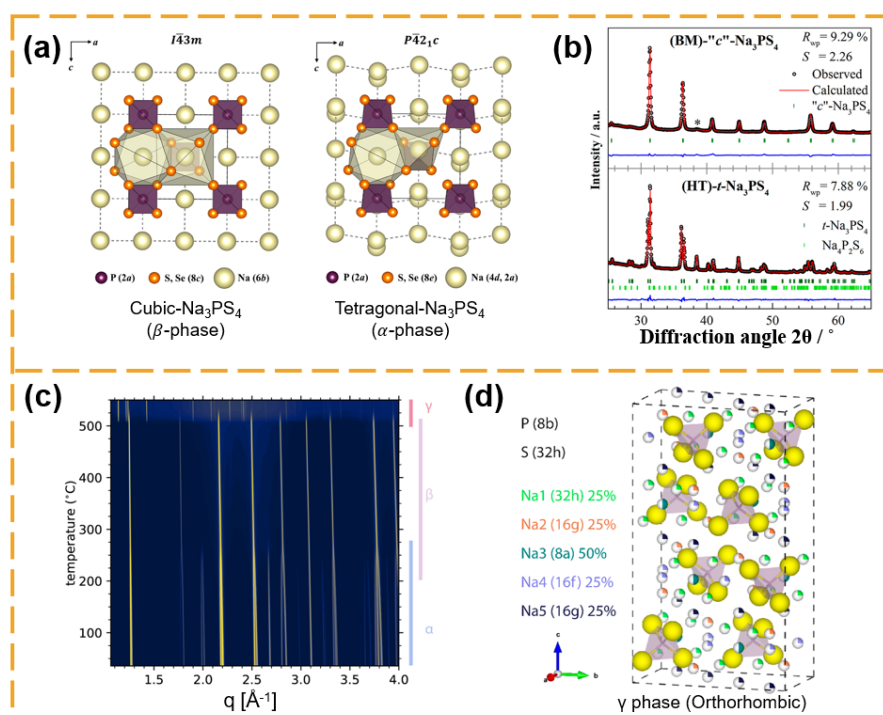 (a)
a
c
I4̅3m
a
c
P4̅2₁c
P (2a)
S, Se (8c)
Na (6b)
P (2a)
S, Se (8e)
Na (4d, 2a)
Cubic-Na₃PS₄
(β-phase)
Tetragonal-Na₃PS₄
(α-phase)
(b)
(BM)-"c"-Na₃PS₄
R_wp = 9.29 %
S = 2.26
Observed
Calculated
"c"-Na₃PS₄
*
Intensity / a.u.
(HT)-t-Na₃PS₄
R_wp = 7.88 %
S = 1.99
t-Na₃PS₄
Na₄P₂S₆
30
40
50
60
Diffraction angle 2θ / °
(c)
500
400
300
200
100
temperature (°C)
γ
β
α
1.5
2.0
2.5
3.0
3.5
4.0
q [Å⁻¹]
(d)
P (8b)
S (32h)
Na1 (32h) 25%
Na2 (16g) 25%
Na3 (8a) 50%
Na4 (16f) 25%
Na5 (16g) 25%
c
a
b
γ phase (Orthorhombic)